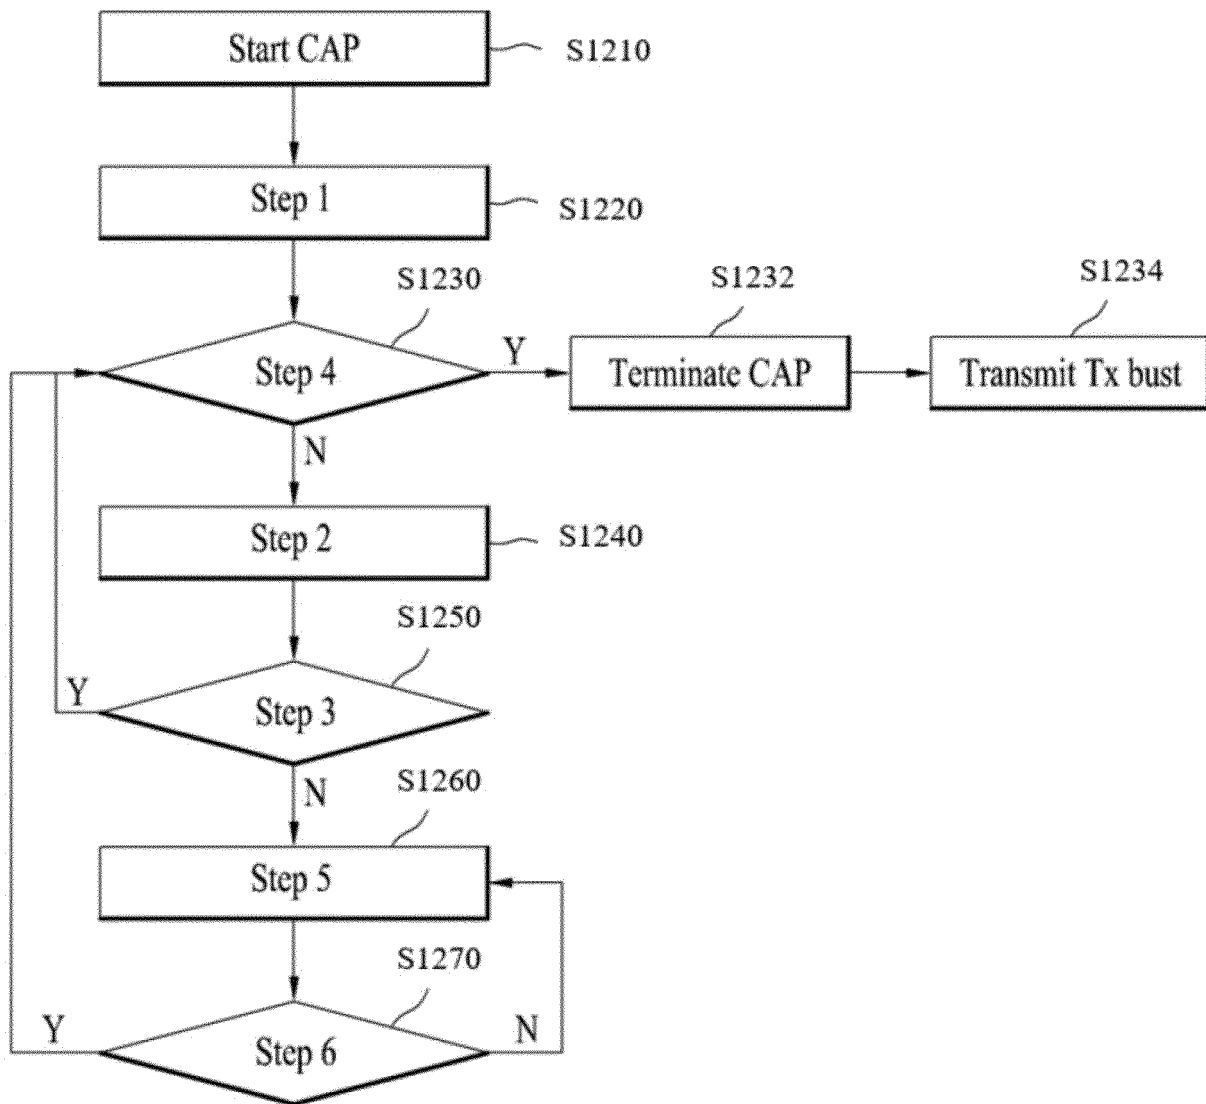 Start CAP
S1210
Step 1
S1220
S1230
S1232
S1234
Step 4
Y
Terminate CAP
Transmit Tx bust
N
Step 2
S1240
S1250
Y
Step 3
N
S1260
Step 5
S1270
Y
N
Step 6